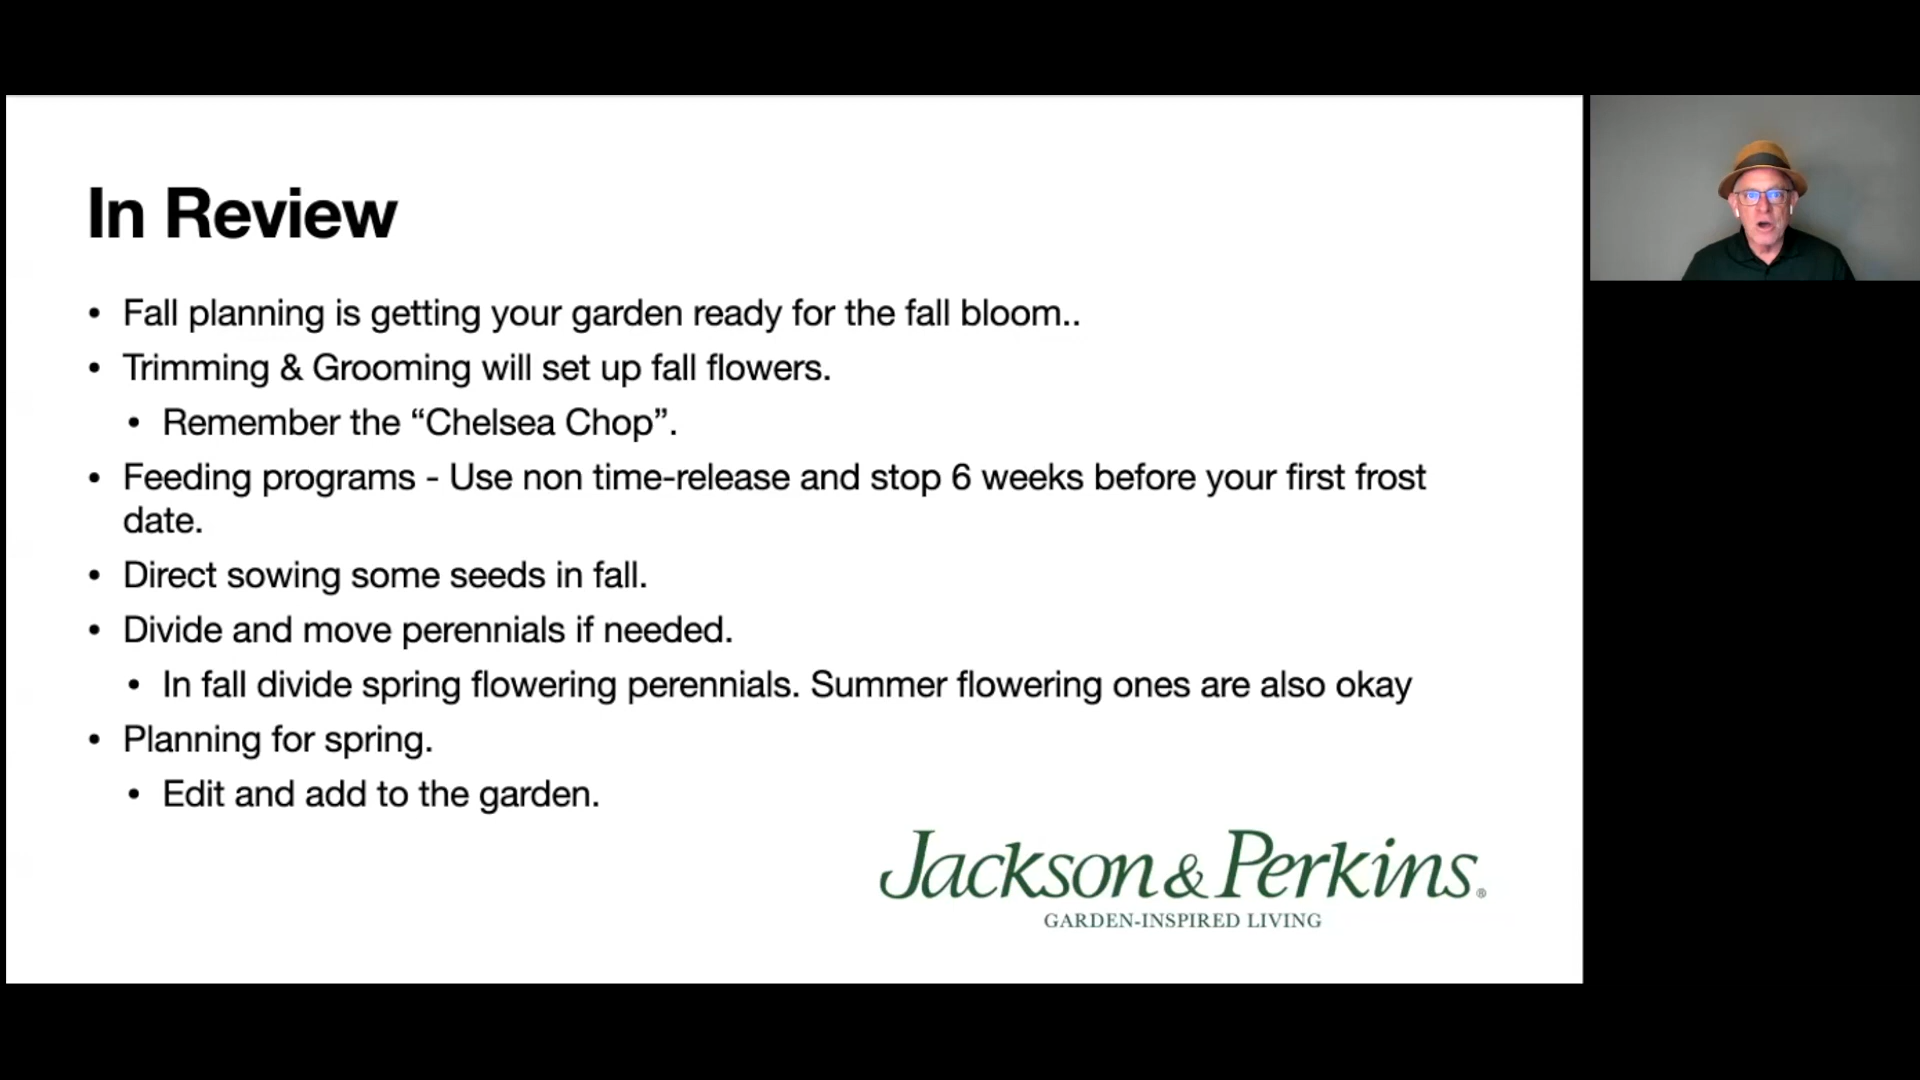 In Review
• Fall planning is getting your garden ready for the fall bloom..
• Trimming & Grooming will set up fall flowers.
• Remember the “Chelsea Chop”.
• Feeding programs - Use non time-release and stop 6 weeks before your first frost
date.
• Direct sowing some seeds in fall.
• Divide and move perennials if needed.
• In fall divide spring flowering perennials. Summer flowering ones are also okay
• Planning for spring.
• Edit and add to the garden.
Jackson & Perkins®
GARDEN-INSPIRED LIVING